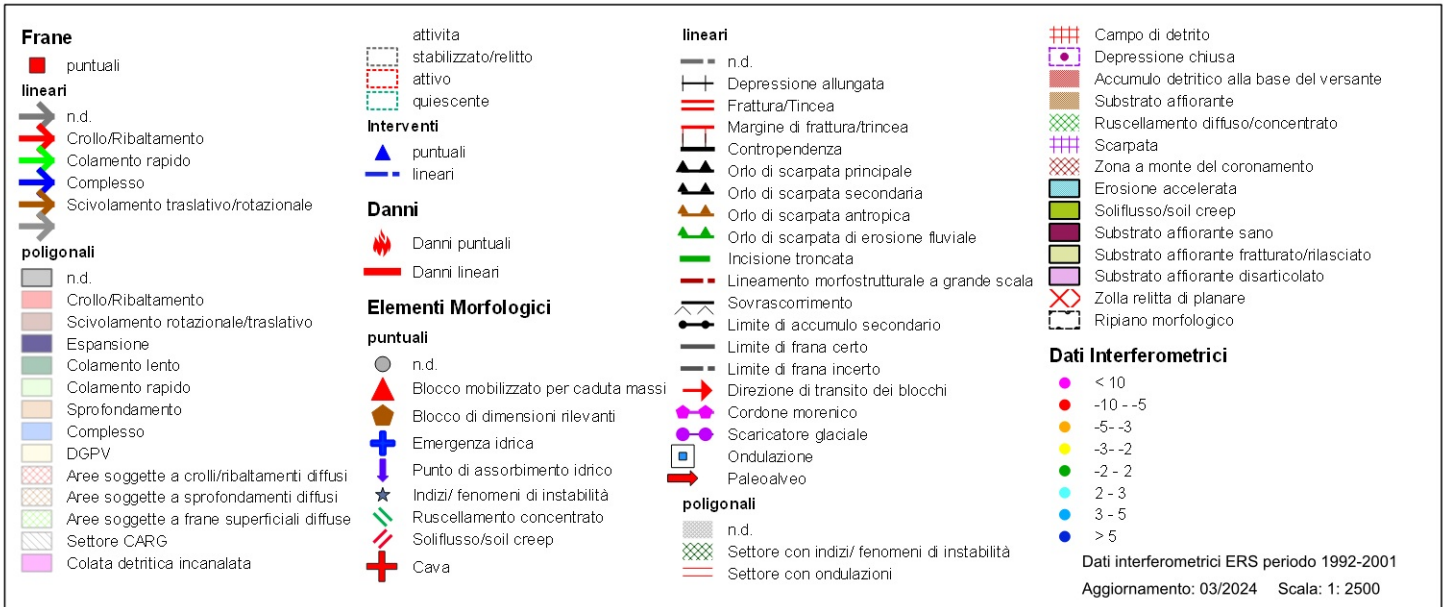 Frane
puntuali
lineari
n.d.
Crollo/Ribaltamento
Colamento rapido
Complesso
Scivolamento traslativo/rotazionale
poligonali
n.d.
Crollo/Ribaltamento
Scivolamento rotazionale/traslativo
Espansione
Colamento lento
Colamento rapido
Sprofondamento
Complesso
DGPV
Aree soggette a crolli/ribaltamenti diffusi
Aree soggette a sprofondamenti diffusi
Aree soggette a frane superficiali diffuse
Settore CARG
Colata detritica incanalata
attivita
stabilizzato/relitto
attivo
quiescente
Interventi
puntuali
lineari
Danni
Danni puntuali
Danni lineari
Elementi Morfologici
puntuali
n.d.
Blocco mobilizzato per caduta massi
Blocco di dimensioni rilevanti
Emergenza idrica
Punto di assorbimento idrico
Indizi/ fenomeni di instabilità
Ruscellamento concentrato
Soliflusso/soil creep
Cava
lineari
n.d.
Depressione allungata
Frattura/Tincea
Margine di frattura/trincea
Contropendenza
Orlo di scarpata principale
Orlo di scarpata secondaria
Orlo di scarpata antropica
Orlo di scarpata di erosione fluviale
Incisione troncata
Lineamento morfostrutturale a grande scala
Sovrascorrimento
Limite di accumulo secondario
Limite di frana certo
Limite di frana incerto
Direzione di transito dei blocchi
Cordone morenico
Scaricatore glaciale
Ondulazione
Paleoalveo
poligonali
n.d.
Settore con indizi/ fenomeni di instabilità
Settore con ondulazioni
Campo di detrito
Depressione chiusa
Accumulo detritico alla base del versante
Substrato affiorante
Ruscellamento diffuso/concentrato
Scarpata
Zona a monte del coronamento
Erosione accelerata
Soliflusso/soil creep
Substrato affiorante sano
Substrato affiorante fratturato/rilasciato
Substrato affiorante disarticolato
Zolla relitta di planare
Ripiano morfologico
Dati Interferometrici
< 10
-10 - -5
-5- -3
-3- -2
-2 - 2
2 - 3
3 - 5
> 5
Dati interferometrici ERS periodo 1992-2001
Aggiornamento: 03/2024 Scala: 1: 2500